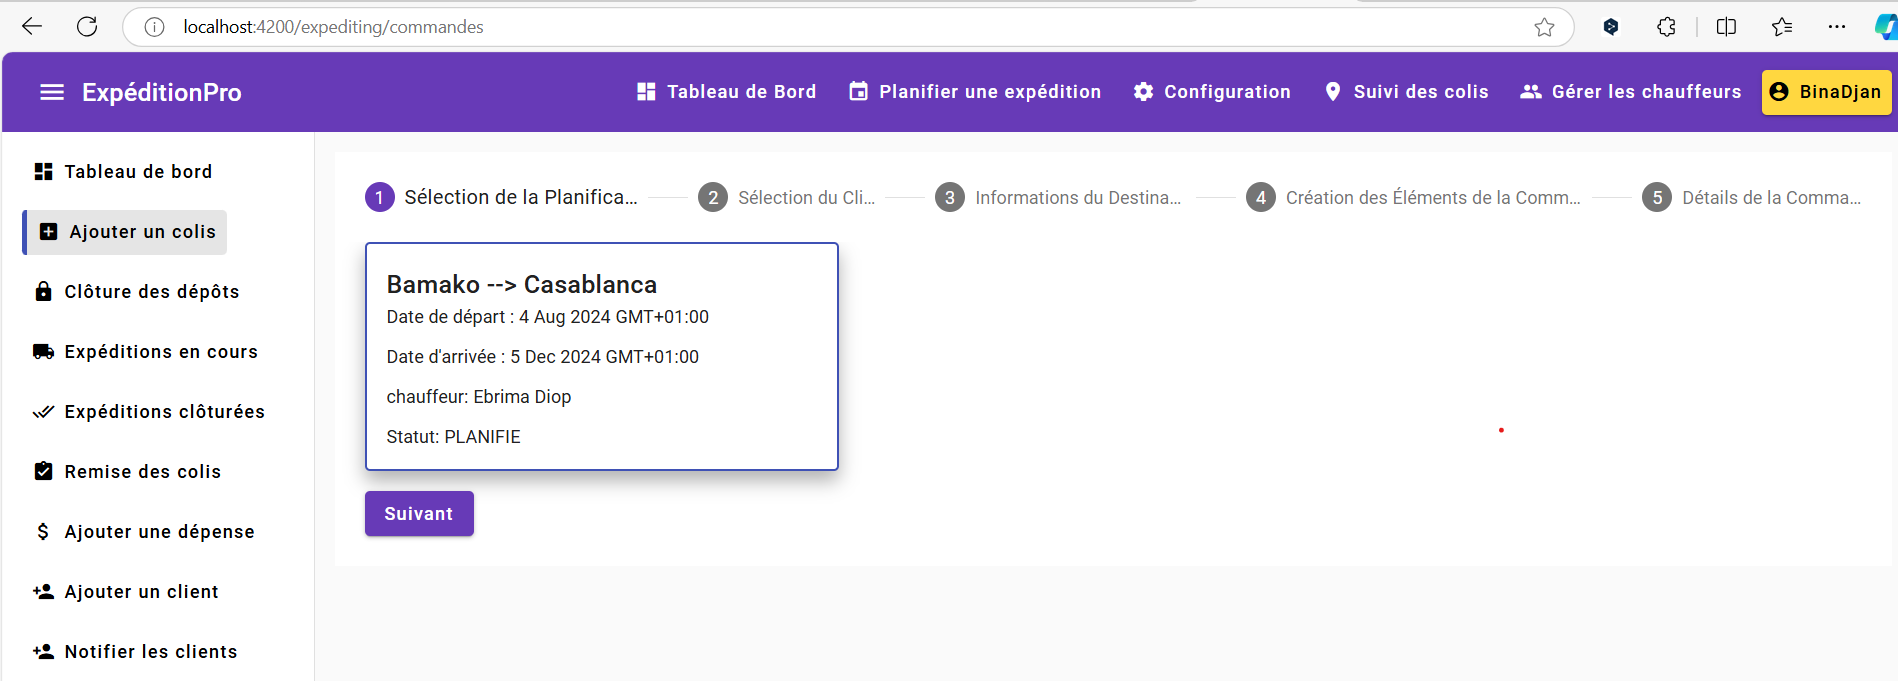 localhost:4200/expediting/commandes
ExpéditionPro
Tableau de Bord
Planifier une expédition
Configuration
Suivi des colis
Gérer les chauffeurs
BinaDjan
Tableau de bord
Ajouter un colis
Clôture des dépôts
Expéditions en cours
Expéditions clôturées
Remise des colis
Ajouter une dépense
Ajouter un client
Notifier les clients
1 Sélection de la Planifica...
2 Sélection du Cli...
3 Informations du Destina...
4 Création des Éléments de la Comm...
5 Détails de la Comma...
Bamako --> Casablanca
Date de départ : 4 Aug 2024 GMT+01:00
Date d'arrivée : 5 Dec 2024 GMT+01:00
chauffeur: Ebrima Diop
Statut: PLANIFIE
Suivant